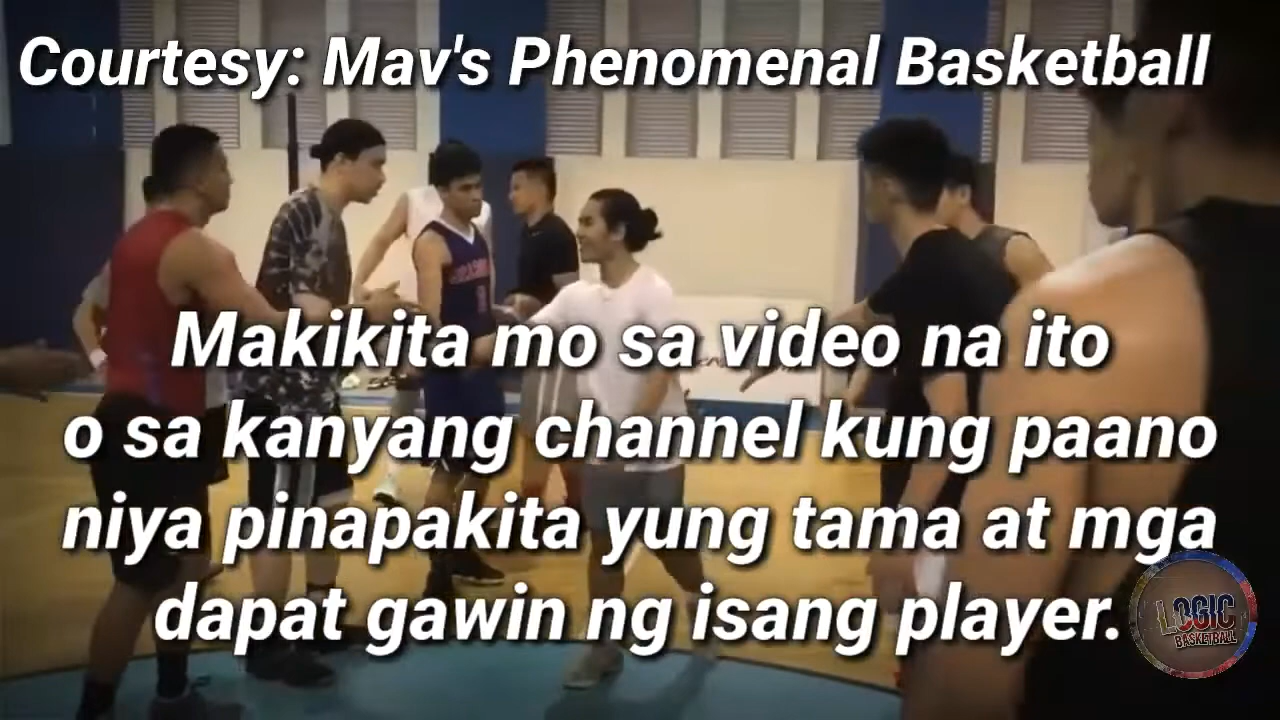 Courtesy: Mav's Phenomenal Basketball
Makikita mo sa video na ito
o sa kanyang channel kung paano
niya pinapakita yung tama at mga
dapat gawin ng isang player.
LOGIC
BASKETBALL